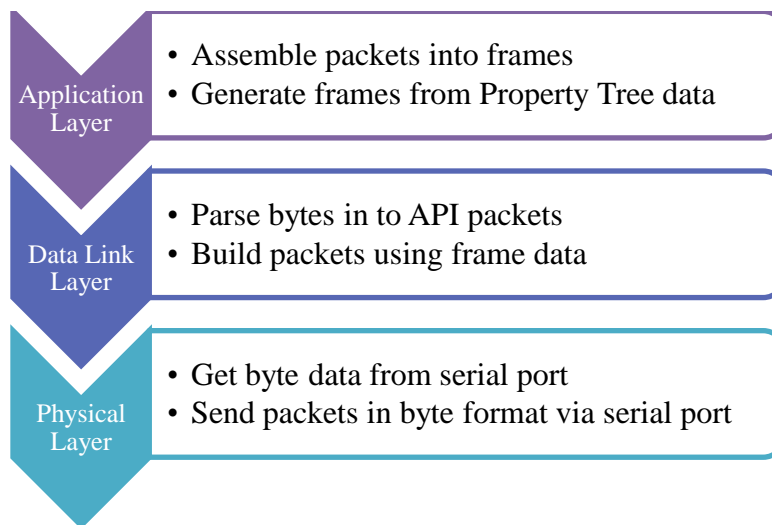 Application
Layer
• Assemble packets into frames
• Generate frames from Property Tree data
Data Link
Layer
• Parse bytes in to API packets
• Build packets using frame data
Physical
Layer
• Get byte data from serial port
• Send packets in byte format via serial port